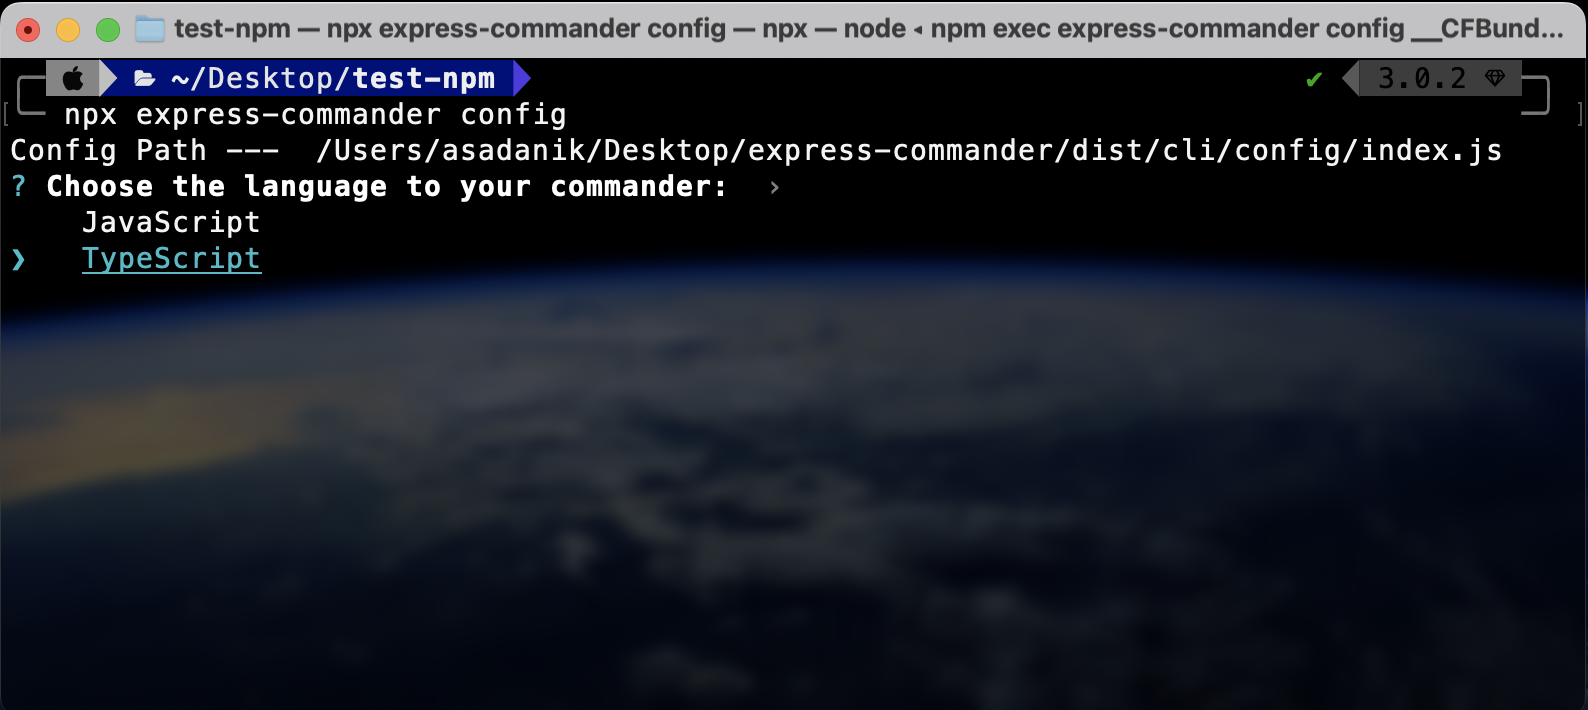 test-npm — npx express-commander config — npx — node ◂ npm exec express-commander config __CFBund...
~/Desktop/test-npm ✔ 3.0.2
npx express-commander config
Config Path ---  /Users/asadanik/Desktop/express-commander/dist/cli/config/index.js
? Choose the language to your commander:  ›
JavaScript
❯ TypeScript